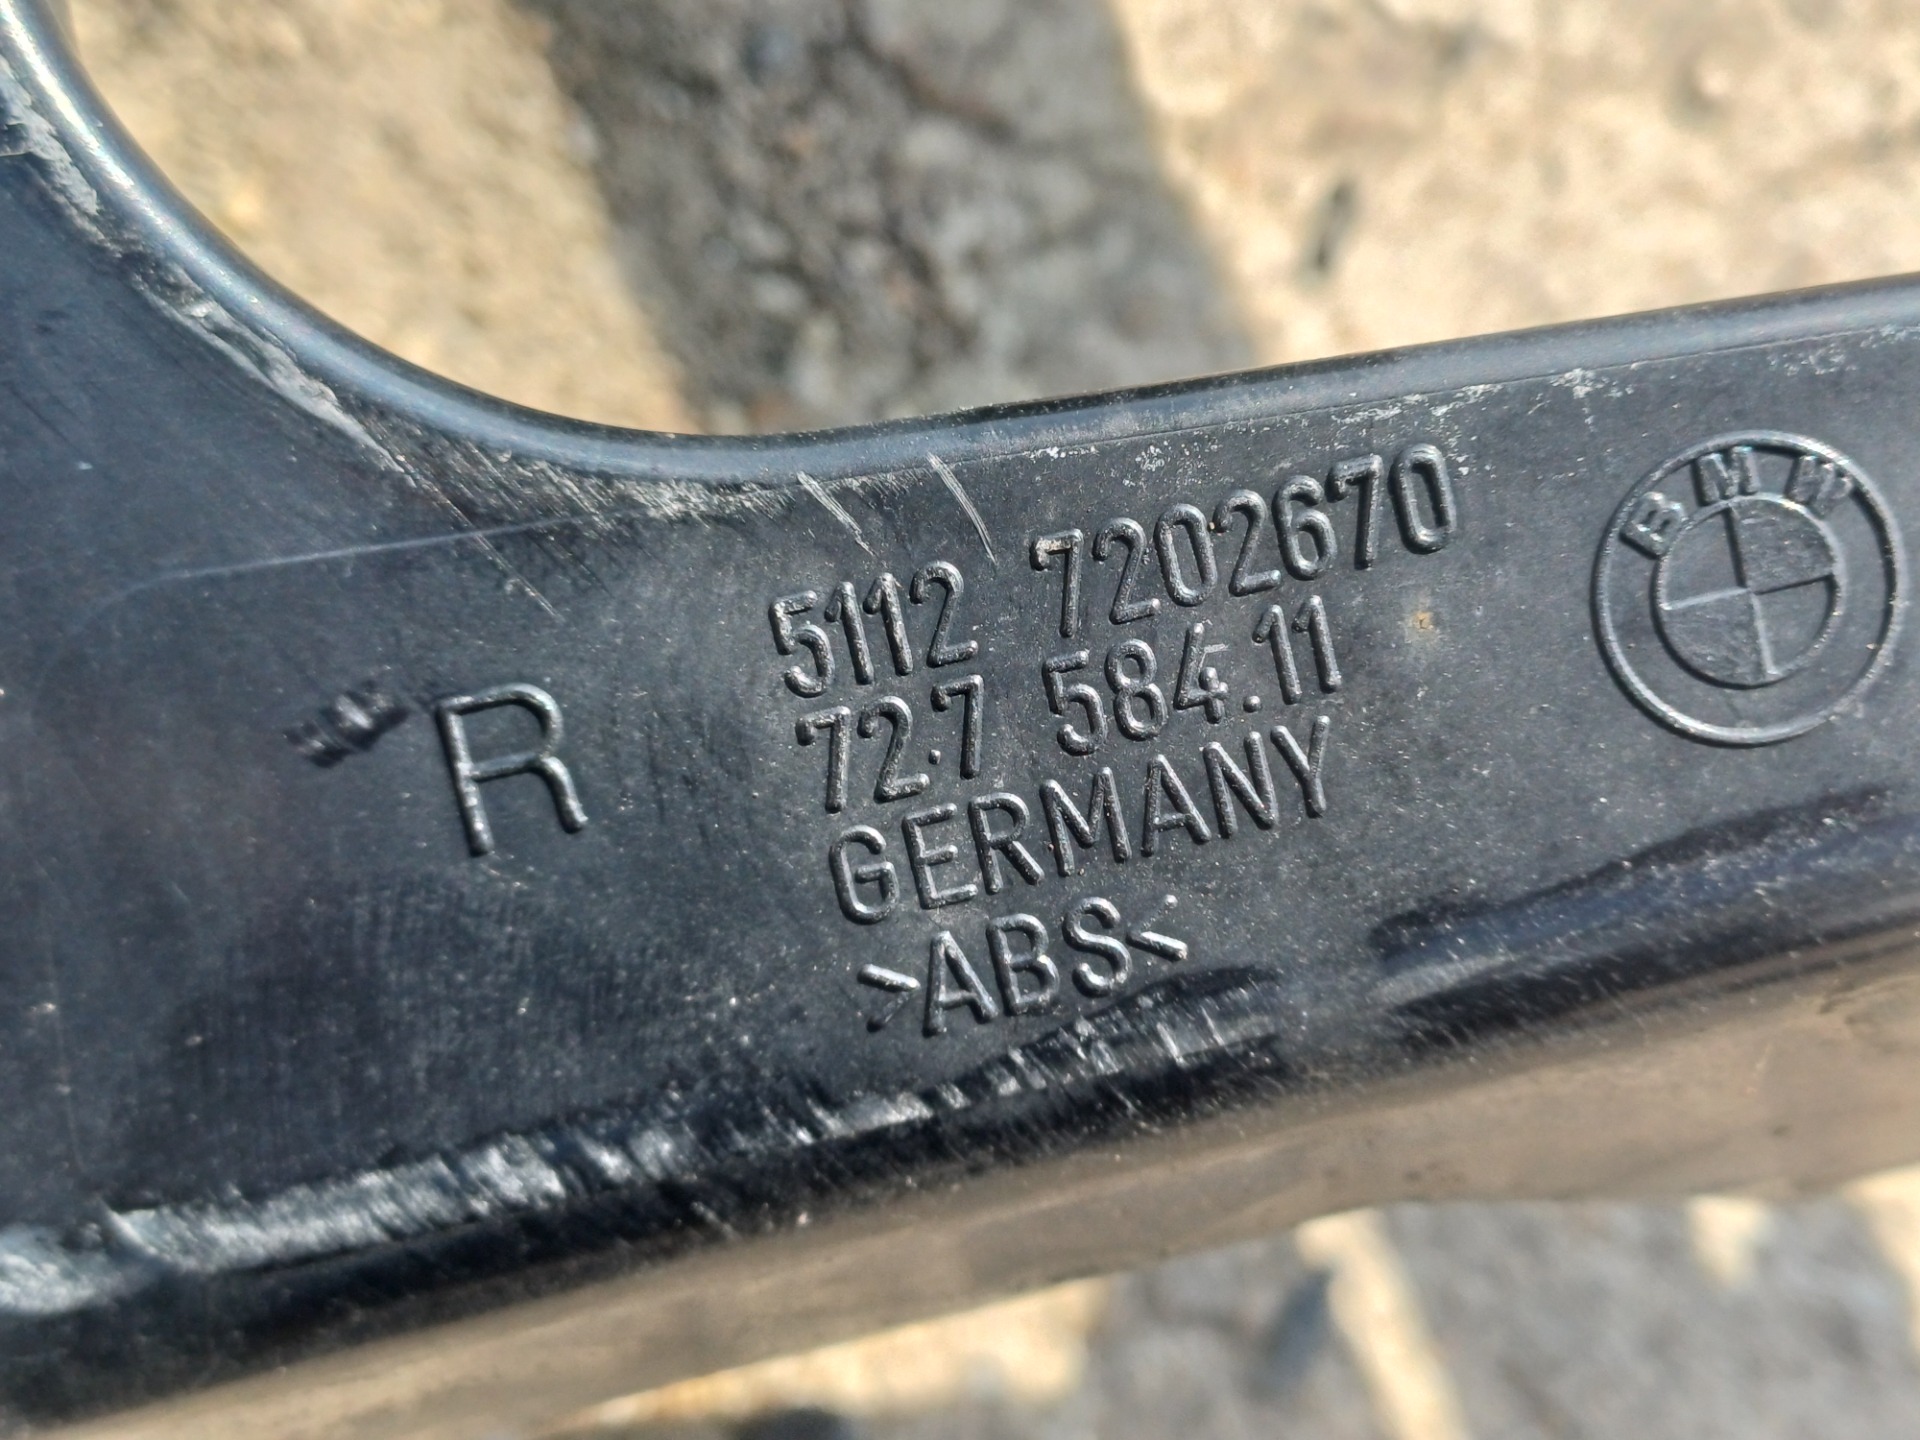 5112 7202670
72.7 584.11
R
GERMANY
>ABS<
BMW